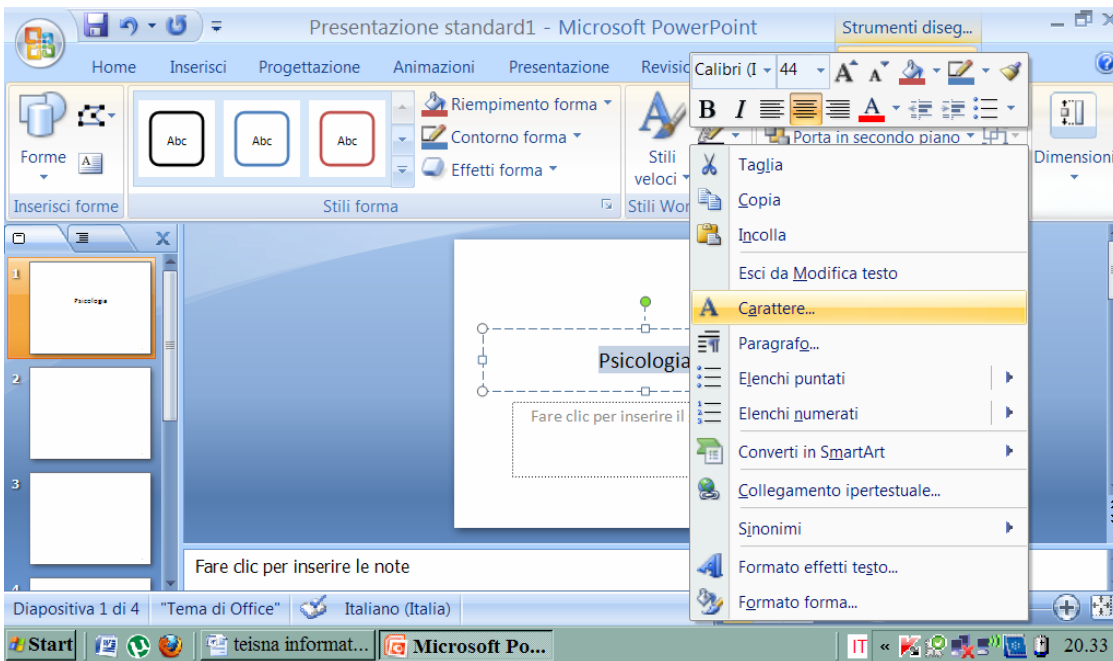 Presentazione standard1 - Microsoft PowerPoint
Strumenti diseg...
Home Inserisci Progettazione Animazioni Presentazione
Calibri (I 44
B I A
Abc Abc Abc
Riempimento forma
Contorno forma
Effetti forma
Forme
Stili
veloci
Porta in secondo piano
Dimensioni
Inserisci forme
Stili forma
Taglia
Copia
Incolla
Esci da Modifica testo
Carattere...
Paragrafo...
Elenchi puntati
Elenchi numerati
Converti in SmartArt
Collegamento ipertestuale...
Sinonimi
Formato effetti testo...
Formato forma...
1
Psicologia
2
3
Psicologia
Fare clic per inserire il
Fare clic per inserire le note
Diapositiva 1 di 4 "Tema di Office" Italiano (Italia)
Start teisna informat... Microsoft Po... IT « 20.33